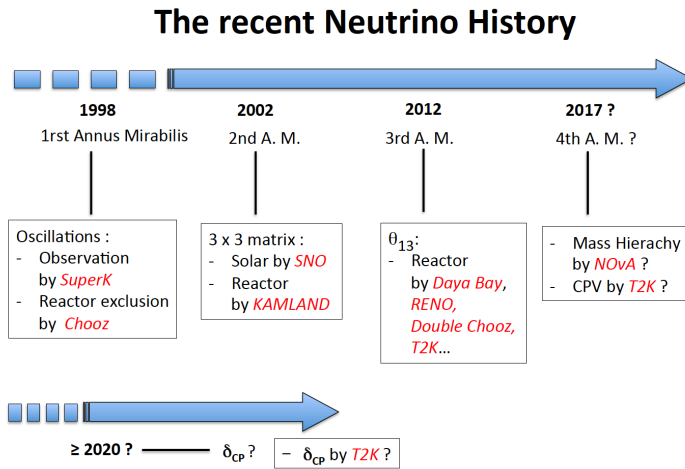 The recent Neutrino History
1998
1rst Annus Mirabilis
2002
2nd A. M.
2012
3rd A. M.
2017 ?
4th A. M. ?
Oscillations :
- Observation
by SuperK
- Reactor exclusion
by Chooz
3 x 3 matrix :
- Solar by SNO
- Reactor
by KAMLAND
θ13:
- Reactor
by Daya Bay,
RENO,
Double Chooz,
T2K...
- Mass Hierachy
by NOvA ?
- CPV by T2K ?
≥ 2020 ?
δCP ?
– δCP by T2K ?